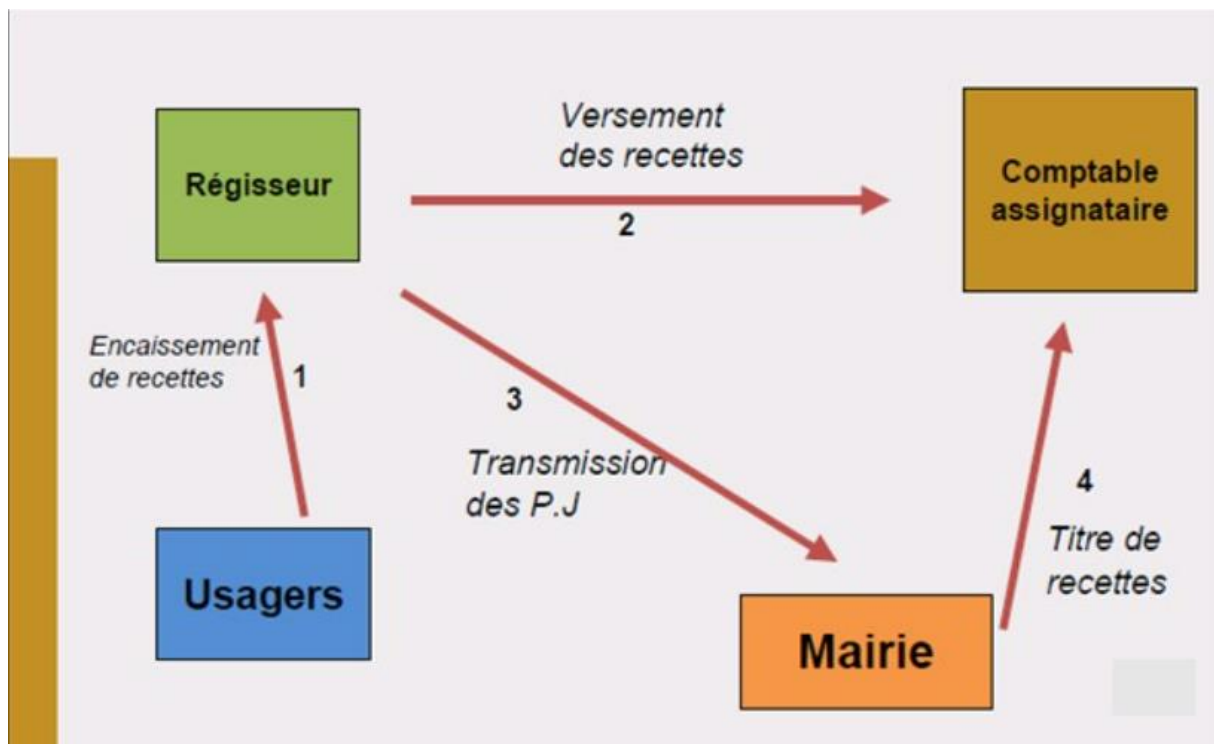 Régisseur
Versement
des recettes
2
Comptable
assignataire
Encaissement
de recettes
1
3
Transmission
des P.J
4
Titre de
recettes
Usagers
Mairie